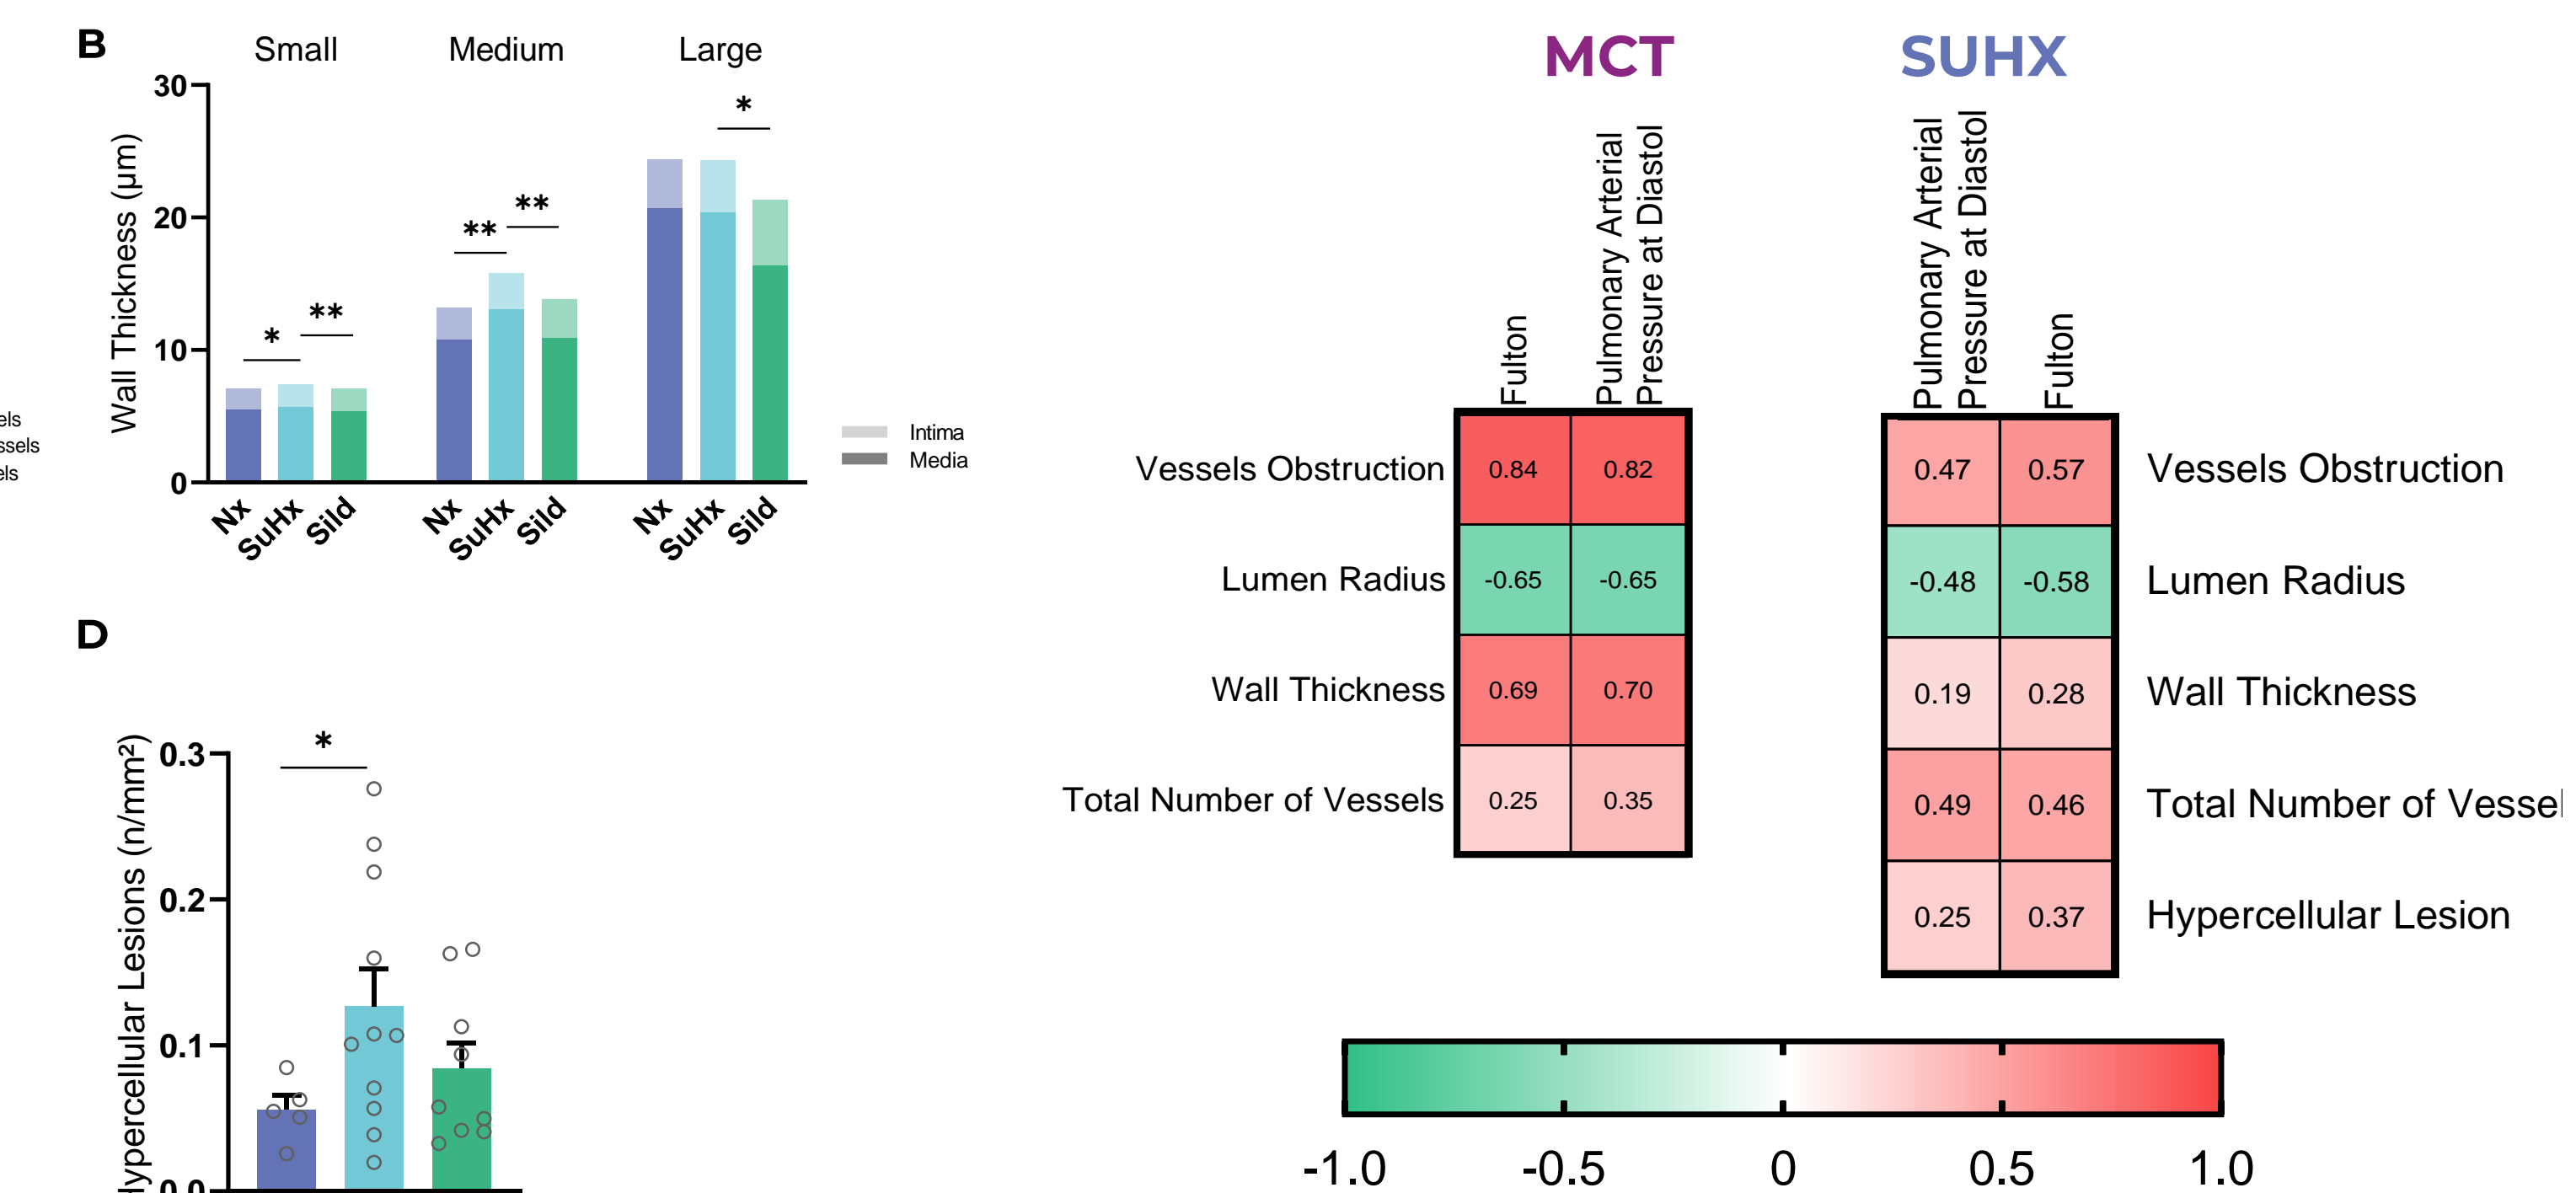 B
Small Medium Large
*
**
**
*
**
30
20
10
0
Wall Thickness (µm)
Nx SuHx Sild Nx SuHx Sild Nx SuHx Sild
els
ssels
els
Intima
Media
D
*
0.3
0.2
0.1
0.0
Hypercellular Lesions (n/mm²)
MCT
Fulton
Pulmonary Arterial
Pressure at Diastol
Vessels Obstruction 0.84 0.82
Lumen Radius -0.65 -0.65
Wall Thickness 0.69 0.70
Total Number of Vessels 0.25 0.35
SUHX
Pulmonary Arterial
Pressure at Diastol
Fulton
0.47 0.57 Vessels Obstruction
-0.48 -0.58 Lumen Radius
0.19 0.28 Wall Thickness
0.49 0.46 Total Number of Vessel
0.25 0.37 Hypercellular Lesion
-1.0 -0.5 0 0.5 1.0